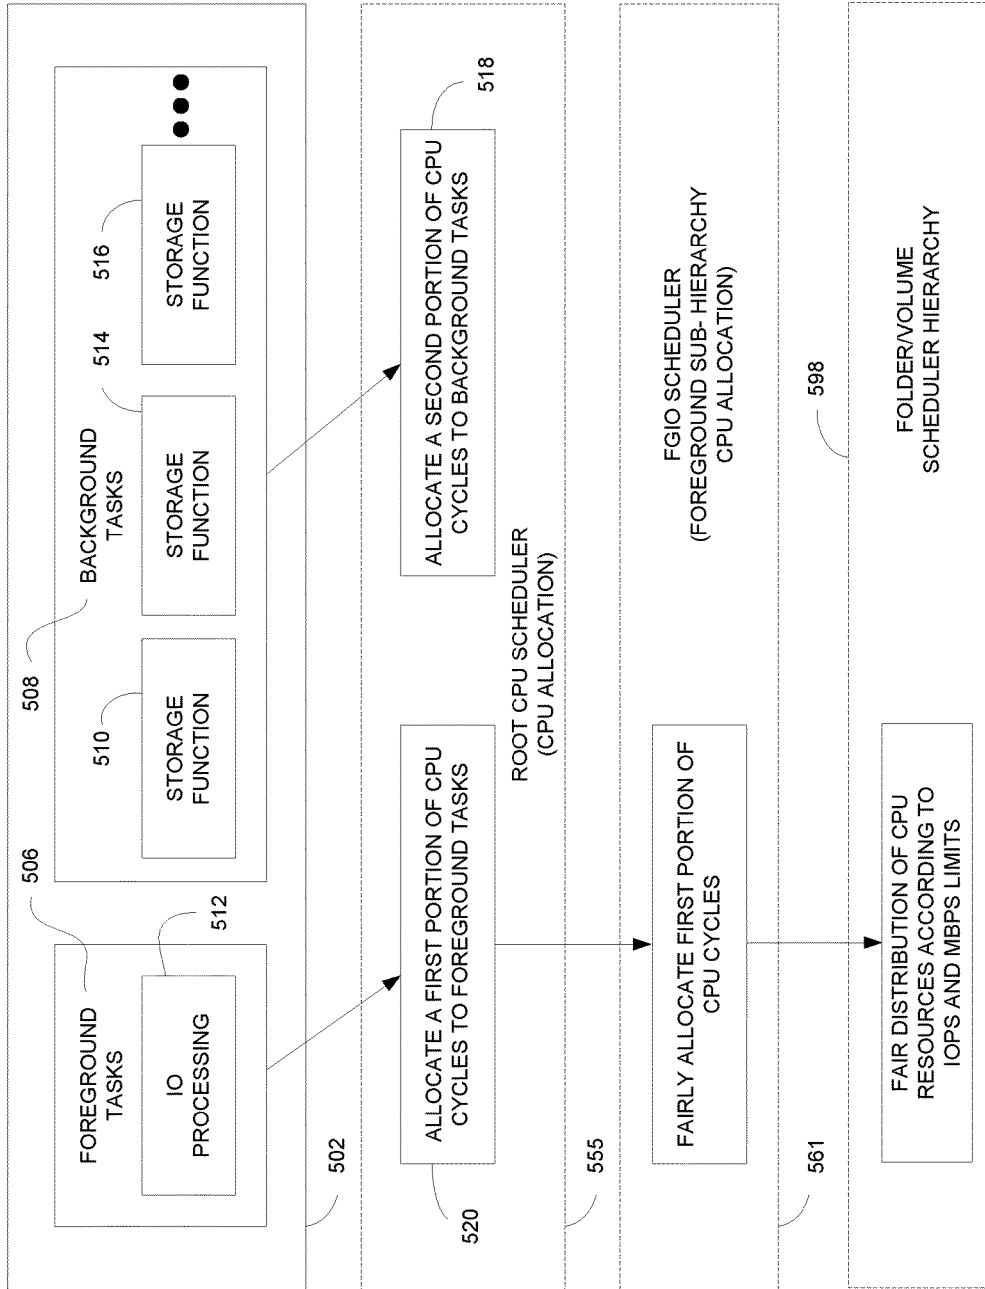 506
508
FOREGROUND
TASKS
BACKGROUND
TASKS
512
510
514
516
IO
PROCESSING
STORAGE
FUNCTION
STORAGE
FUNCTION
STORAGE
FUNCTION
502
520
ALLOCATE A FIRST PORTION OF CPU
CYCLES TO FOREGROUND TASKS
ALLOCATE A SECOND PORTION OF CPU
CYCLES TO BACKGROUND TASKS
518
ROOT CPU SCHEDULER
(CPU ALLOCATION)
555
FAIRLY ALLOCATE FIRST PORTION OF
CPU CYCLES
FGIO SCHEDULER
(FOREGROUND SUB- HIERARCHY
CPU ALLOCATION)
561
598
FAIR DISTRIBUTION OF CPU
RESOURCES ACCORDING TO
IOPS AND MBPS LIMITS
FOLDER/VOLUME
SCHEDULER HIERARCHY